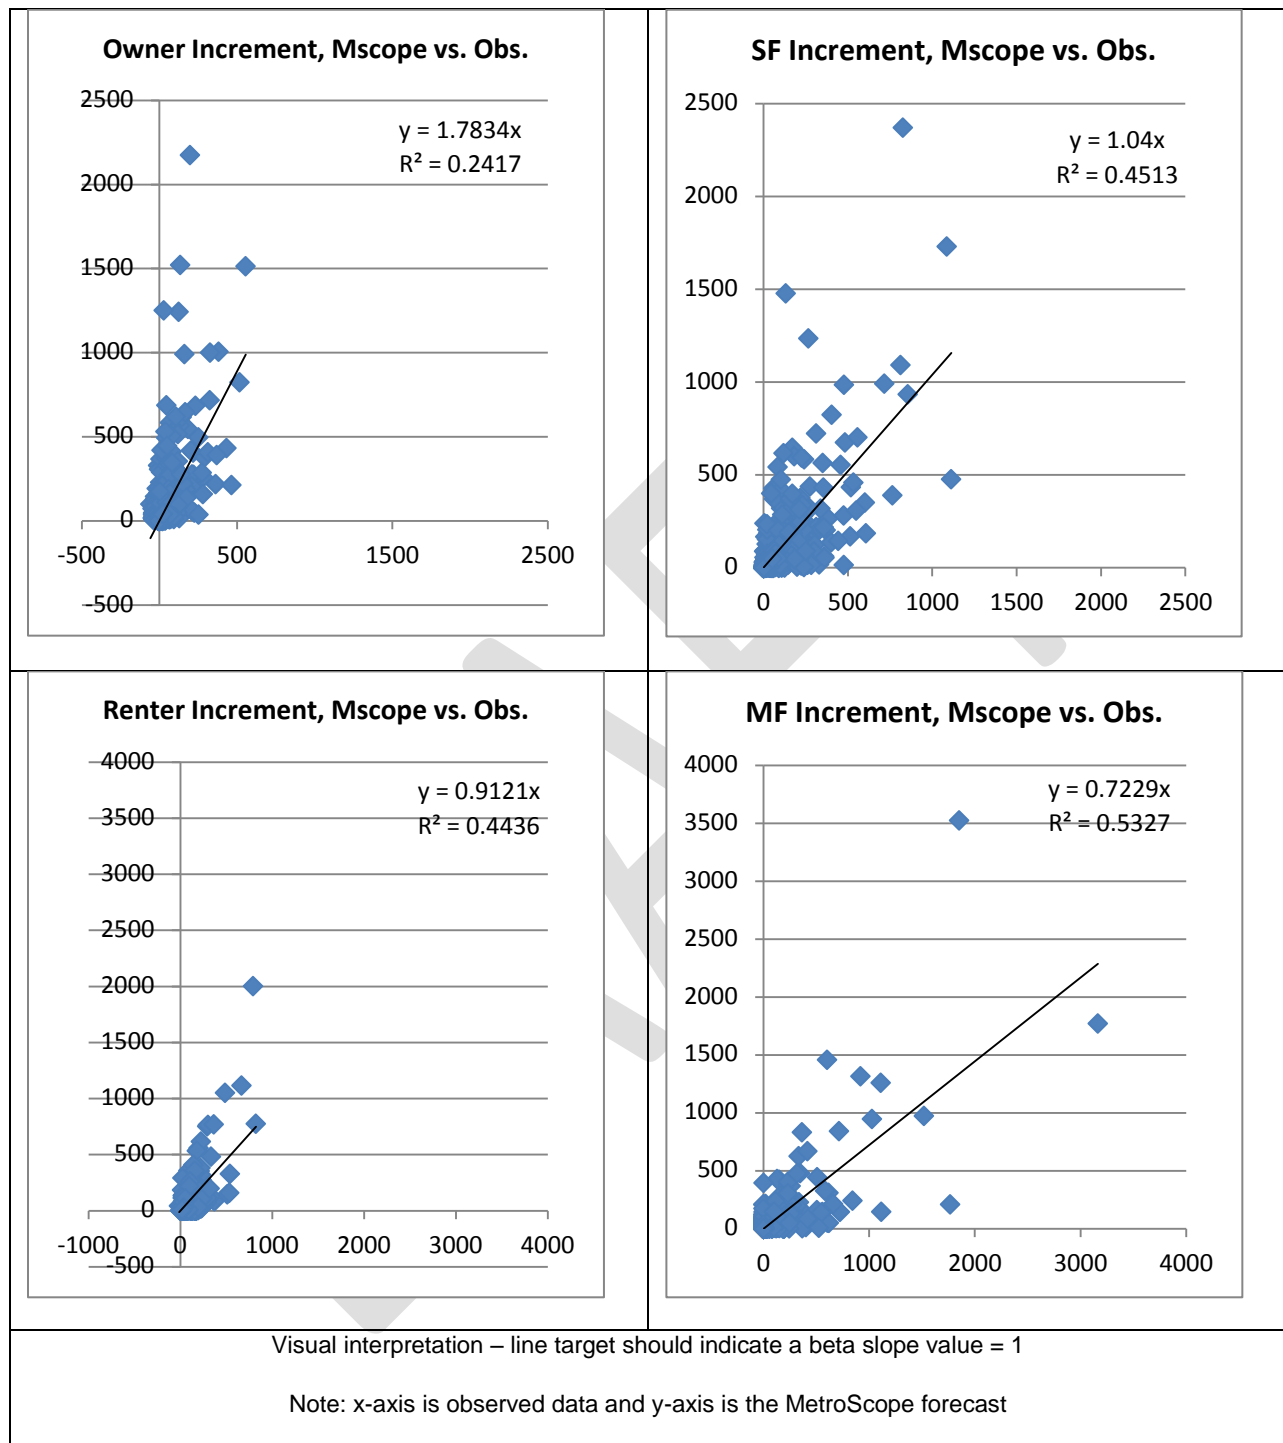 Owner Increment, Mscope vs. Obs.
y = 1.7834x
R² = 0.2417
2500
2000
1500
1000
500
0
-500
-500
500
1500
2500
SF Increment, Mscope vs. Obs.
y = 1.04x
R² = 0.4513
2500
2000
1500
1000
500
0
0 500 1000 1500 2000 2500
Renter Increment, Mscope vs. Obs.
y = 0.9121x
R² = 0.4436
4000
3500
3000
2500
2000
1500
1000
500
0
-500
-1000 0 1000 2000 3000 4000
MF Increment, Mscope vs. Obs.
y = 0.7229x
R² = 0.5327
4000
3500
3000
2500
2000
1500
1000
500
0
0 1000 2000 3000 4000
Visual interpretation – line target should indicate a beta slope value = 1
Note: x-axis is observed data and y-axis is the MetroScope forecast